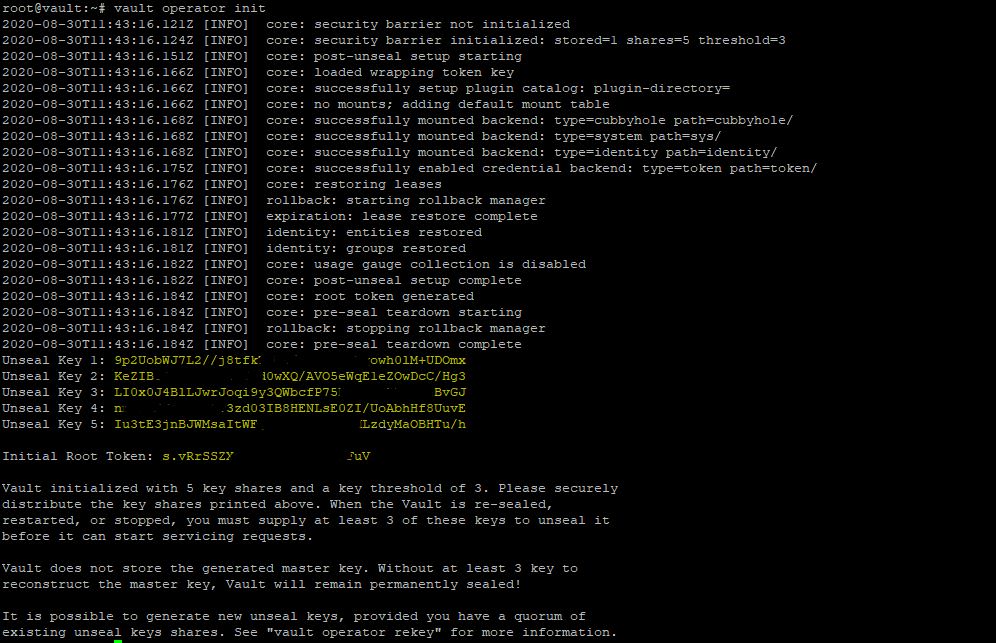 root@vault:~# vault operator init
2020-08-30T11:43:16.121Z [INFO]  core: security barrier not initialized
2020-08-30T11:43:16.124Z [INFO]  core: security barrier initialized: stored=1 shares=5 threshold=3
2020-08-30T11:43:16.151Z [INFO]  core: post-unseal setup starting
2020-08-30T11:43:16.166Z [INFO]  core: loaded wrapping token key
2020-08-30T11:43:16.166Z [INFO]  core: successfully setup plugin catalog: plugin-directory=
2020-08-30T11:43:16.166Z [INFO]  core: no mounts; adding default mount table
2020-08-30T11:43:16.168Z [INFO]  core: successfully mounted backend: type=cubbyhole path=cubbyhole/
2020-08-30T11:43:16.168Z [INFO]  core: successfully mounted backend: type=system path=sys/
2020-08-30T11:43:16.168Z [INFO]  core: successfully mounted backend: type=identity path=identity/
2020-08-30T11:43:16.175Z [INFO]  core: successfully enabled credential backend: type=token path=token/
2020-08-30T11:43:16.176Z [INFO]  core: restoring leases
2020-08-30T11:43:16.176Z [INFO]  rollback: starting rollback manager
2020-08-30T11:43:16.177Z [INFO]  expiration: lease restore complete
2020-08-30T11:43:16.181Z [INFO]  identity: entities restored
2020-08-30T11:43:16.181Z [INFO]  identity: groups restored
2020-08-30T11:43:16.182Z [INFO]  core: usage gauge collection is disabled
2020-08-30T11:43:16.182Z [INFO]  core: post-unseal setup complete
2020-08-30T11:43:16.184Z [INFO]  core: root token generated
2020-08-30T11:43:16.184Z [INFO]  core: pre-seal teardown starting
2020-08-30T11:43:16.184Z [INFO]  rollback: stopping rollback manager
2020-08-30T11:43:16.184Z [INFO]  core: pre-seal teardown complete
Unseal Key 1: 9p2UobWJ7L2//j8tfk owh0lM+UDOmx
Unseal Key 2: KeZIB 0wXQ/AVO5eWqEleZOwDcC/Hg3
Unseal Key 3: LI0x0J4BlLJwrJoqi9y3QWbcfP75 BvGJ
Unseal Key 4: n 3zd03IB8HENLsE0ZI/UoAbhHf8UuvE
Unseal Key 5: Iu3tE3jnBJWMsaItWF LzdyMaOBHTu/h

Initial Root Token: s.vRrSSZY uV

Vault initialized with 5 key shares and a key threshold of 3. Please securely
distribute the key shares printed above. When the Vault is re-sealed,
restarted, or stopped, you must supply at least 3 of these keys to unseal it
before it can start servicing requests.

Vault does not store the generated master key. Without at least 3 key to
reconstruct the master key, Vault will remain permanently sealed!

It is possible to generate new unseal keys, provided you have a quorum of
existing unseal keys shares. See "vault operator rekey" for more information.